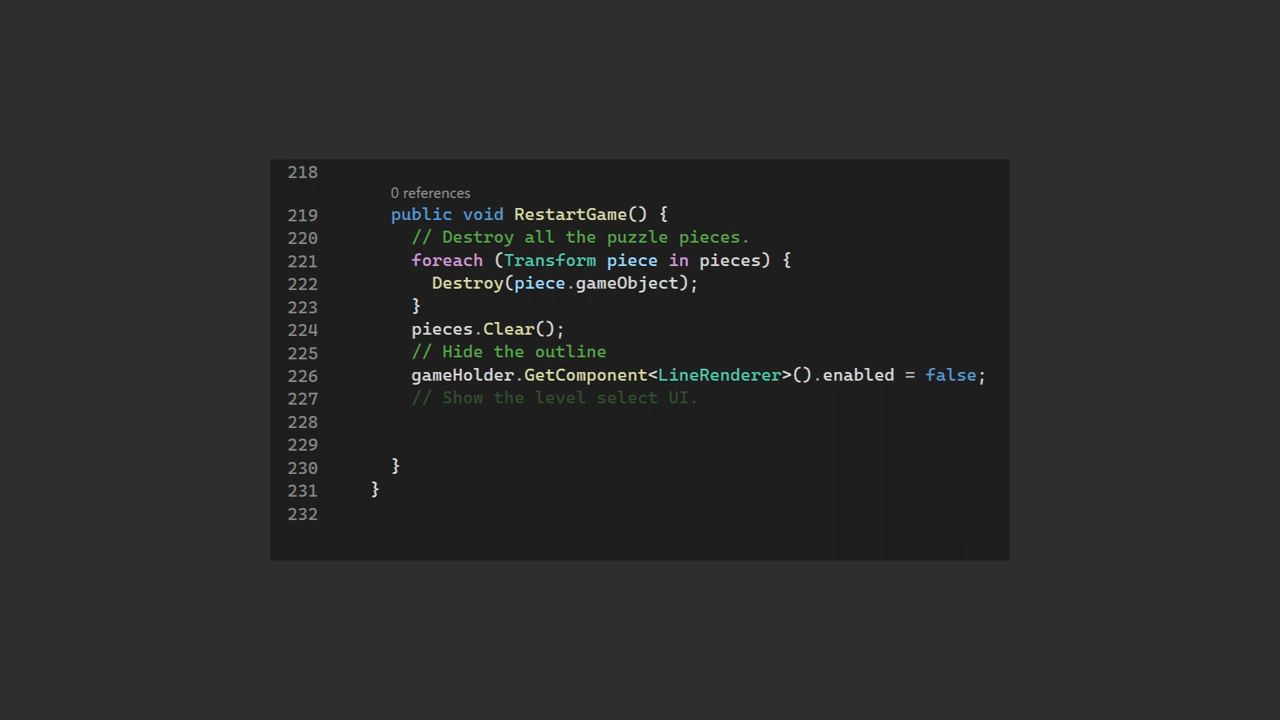 218
0 references
219 public void RestartGame() {
220 // Destroy all the puzzle pieces.
221 foreach (Transform piece in pieces) {
222 Destroy(piece.gameObject);
223 }
224 pieces.Clear();
225 // Hide the outline
226 gameHolder.GetComponent<LineRenderer>().enabled = false;
227 // Show the level select UI.
228
229
230 }
231 }
232